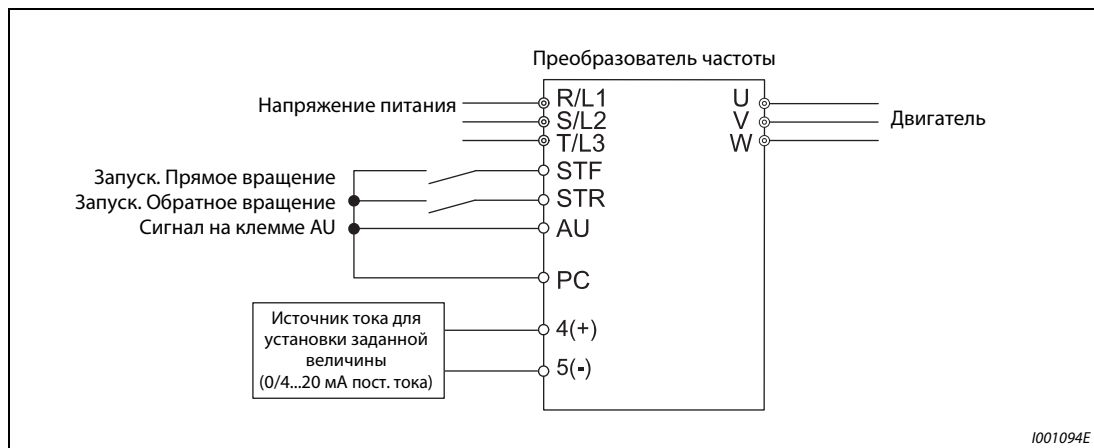 Преобразователь частоты
Напряжение питания
R/L1
S/L2
T/L3
U
V
W
Двигатель
Запуск. Прямое вращение
STF
Запуск. Обратное вращение
STR
Сигнал на клемме AU
AU
PC
Источник тока для
установки заданной
величины
(0/4...20 мА пост. тока)
4(+)
5(-)
I001094E